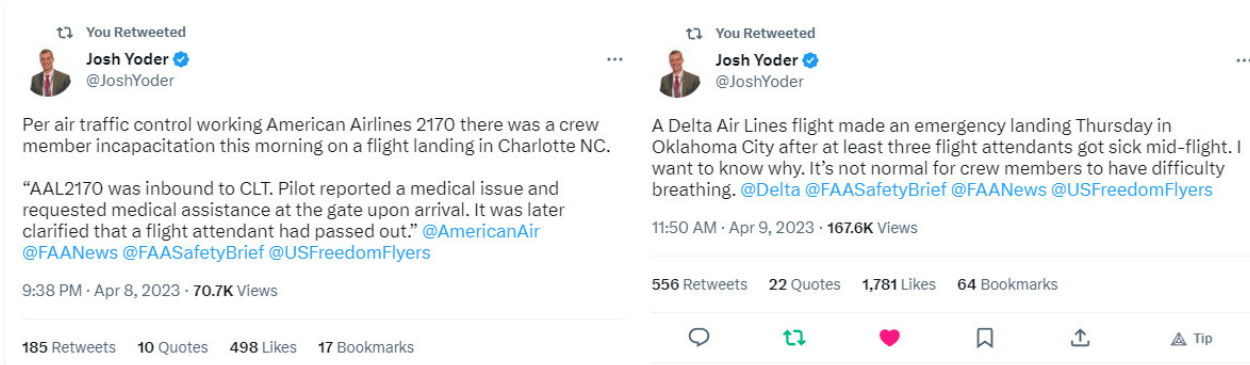 You Retweeted
Josh Yoder
@JoshYoder
Per air traffic control working American Airlines 2170 there was a crew
member incapacitation this morning on a flight landing in Charlotte NC.
“AAL2170 was inbound to CLT. Pilot reported a medical issue and
requested medical assistance at the gate upon arrival. It was later
clarified that a flight attendant had passed out.” @AmericanAir
@FAANews @FAASafetyBrief @USFreedomFlyers
9:38 PM · Apr 8, 2023 · 70.7K Views
185 Retweets 10 Quotes 498 Likes 17 Bookmarks
You Retweeted
Josh Yoder
@JoshYoder
A Delta Air Lines flight made an emergency landing Thursday in
Oklahoma City after at least three flight attendants got sick mid-flight. I
want to know why. It’s not normal for crew members to have difficulty
breathing. @Delta @FAASafetyBrief @FAANews @USFreedomFlyers
11:50 AM · Apr 9, 2023 · 167.6K Views
556 Retweets 22 Quotes 1,781 Likes 64 Bookmarks
Tip